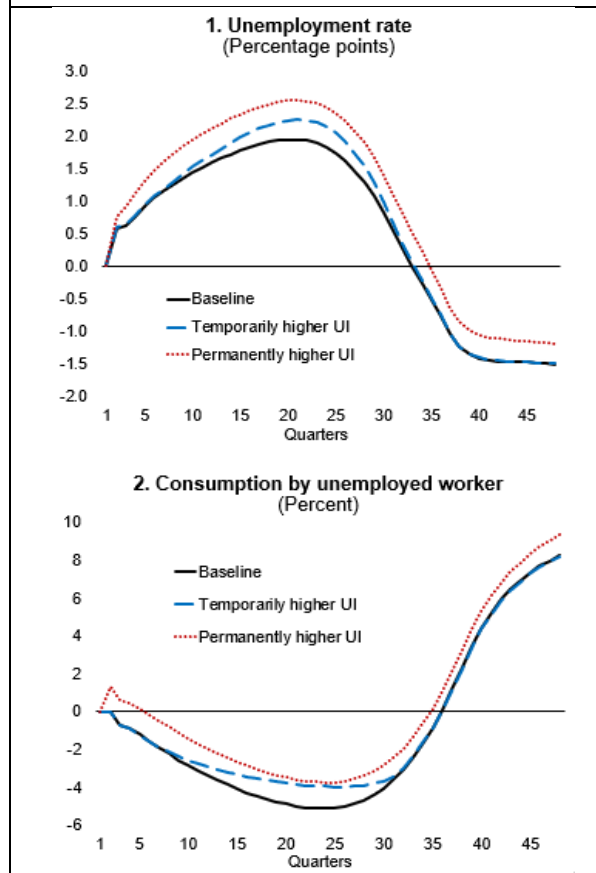 1. Unemployment rate
(Percentage points)
3.0
2.5
2.0
1.5
1.0
0.5
0.0
-0.5
-1.0
-1.5
-2.0
Baseline
Temporarily higher UI
Permanently higher UI
1 5 10 15 20 25 30 35 40 45
Quarters
2. Consumption by unemployed worker
(Percent)
10
8
6
4
2
0
-2
-4
-6
Baseline
Temporarily higher UI
Permanently higher UI
1 5 10 15 20 25 30 35 40 45
Quarters